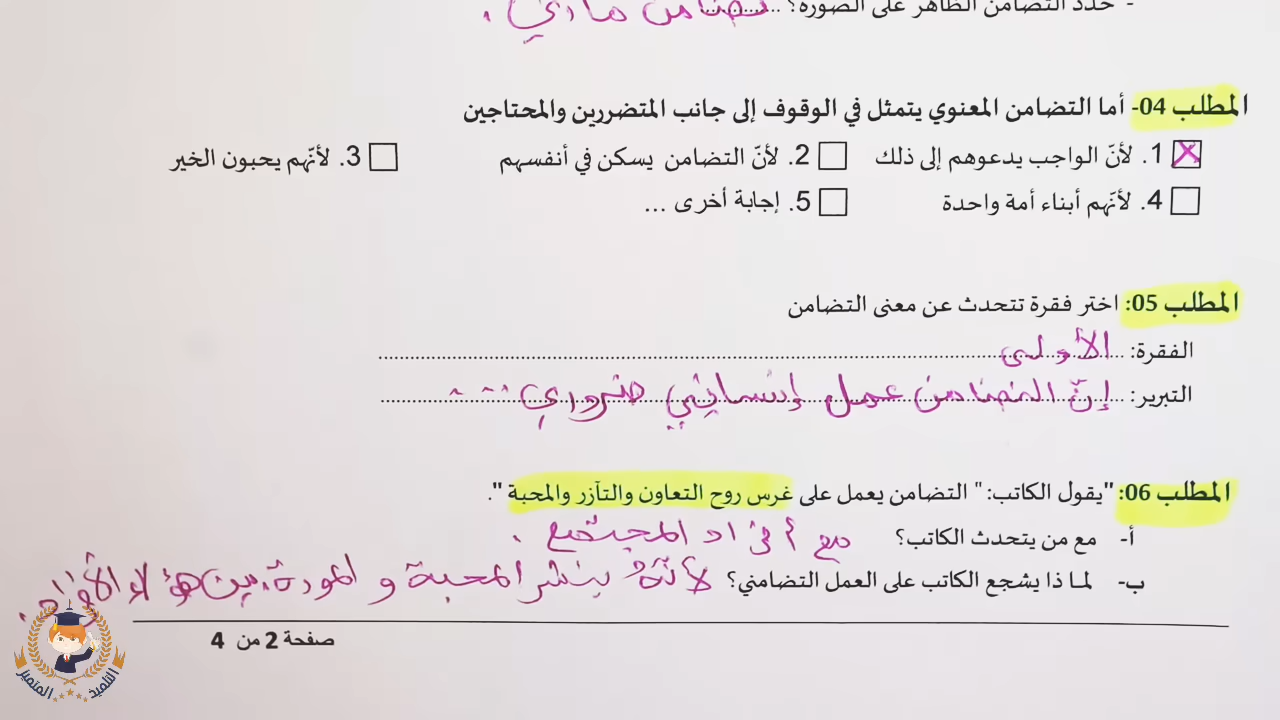 - حدد التضامن الظاهر على الصورة؟ .......... تضامن مادي .
المطلب 04- أما التضامن المعنوي يتمثل في الوقوف إلى جانب المتضررين والمحتاجين
1. لأنّ الواجب يدعوهم إلى ذلك 2. لأنّ التضامن يسكن في أنفسهم 3. لأنّهم يحبون الخير
4. لأنّهم أبناء أمة واحدة 5. إجابة أخرى ...
المطلب 05: اختر فقرة تتحدث عن معنى التضامن
الفقرة: الأولى
التبرير: إنّ التضامن عمل إنساني ضروري ...
المطلب 06: "يقول الكاتب: " التضامن يعمل على غرس روح التعاون والتآزر والمحبة ".
أ- مع من يتحدث الكاتب؟ مع أفراد المجتمع .
ب- لماذا يشجع الكاتب على العمل التضامني؟ لأنّه ينشر المحبة و المودة بين هؤلاء الأفراد .
صفحة 2 من 4
التلميذ المتميز